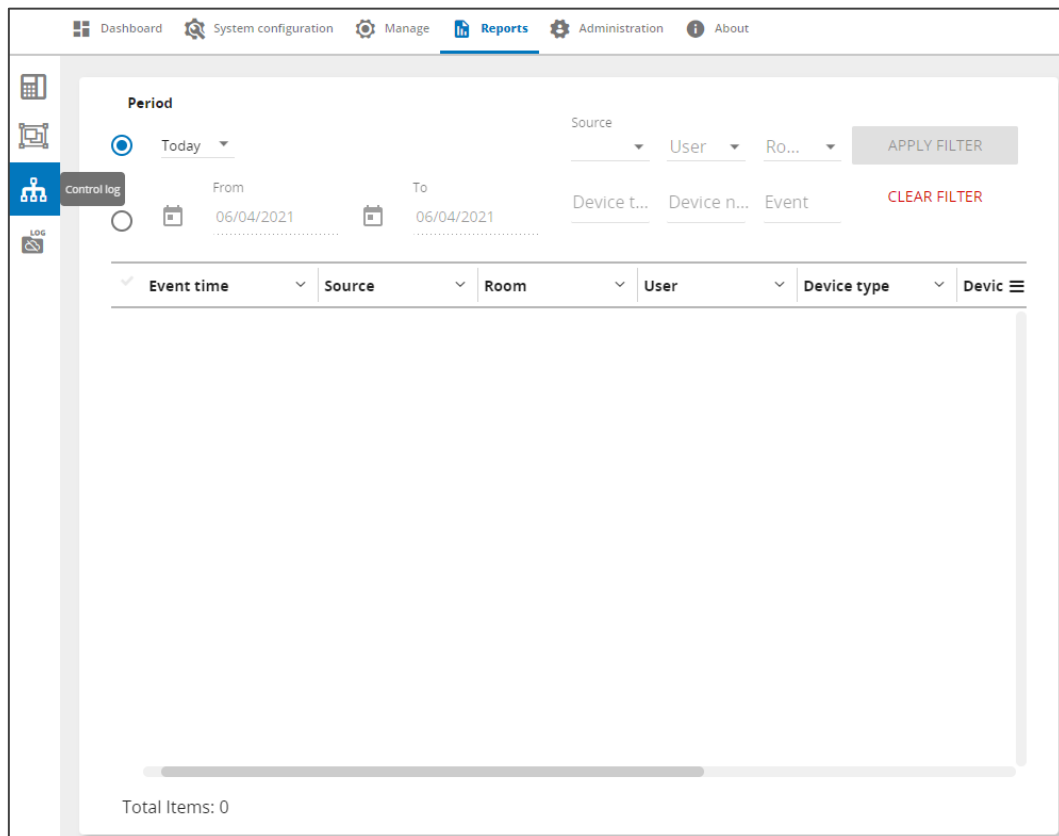 Dashboard System configuration Manage Reports Administration About
Period
Source
Today User Ro... APPLY FILTER
Control log
From To
06/04/2021 06/04/2021 Device t... Device n... Event CLEAR FILTER
LOG
Event time Source Room User Device type Devic
Total Items: 0